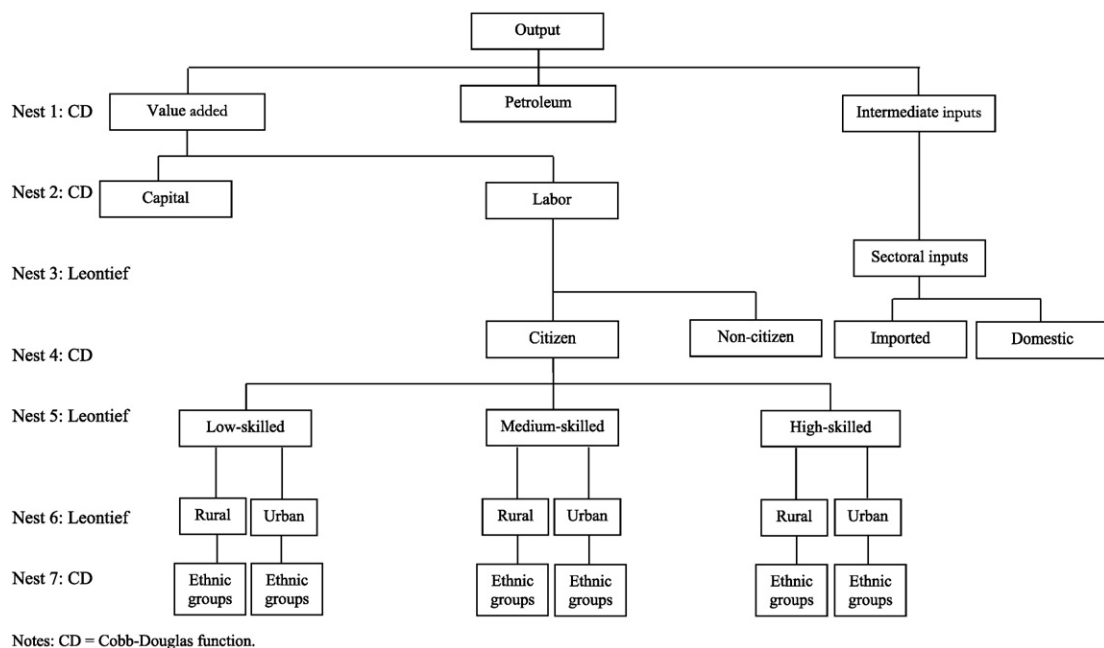 Output
Nest 1: CD
Value added
Petroleum
Intermediate inputs
Nest 2: CD
Capital
Labor
Nest 3: Leontief
Sectoral inputs
Citizen
Non-citizen
Imported
Domestic
Nest 4: CD
Nest 5: Leontief
Low-skilled
Medium-skilled
High-skilled
Nest 6: Leontief
Rural
Urban
Rural
Urban
Rural
Urban
Nest 7: CD
Ethnic
groups
Ethnic
groups
Ethnic
groups
Ethnic
groups
Ethnic
groups
Ethnic
groups
Notes: CD = Cobb-Douglas function.